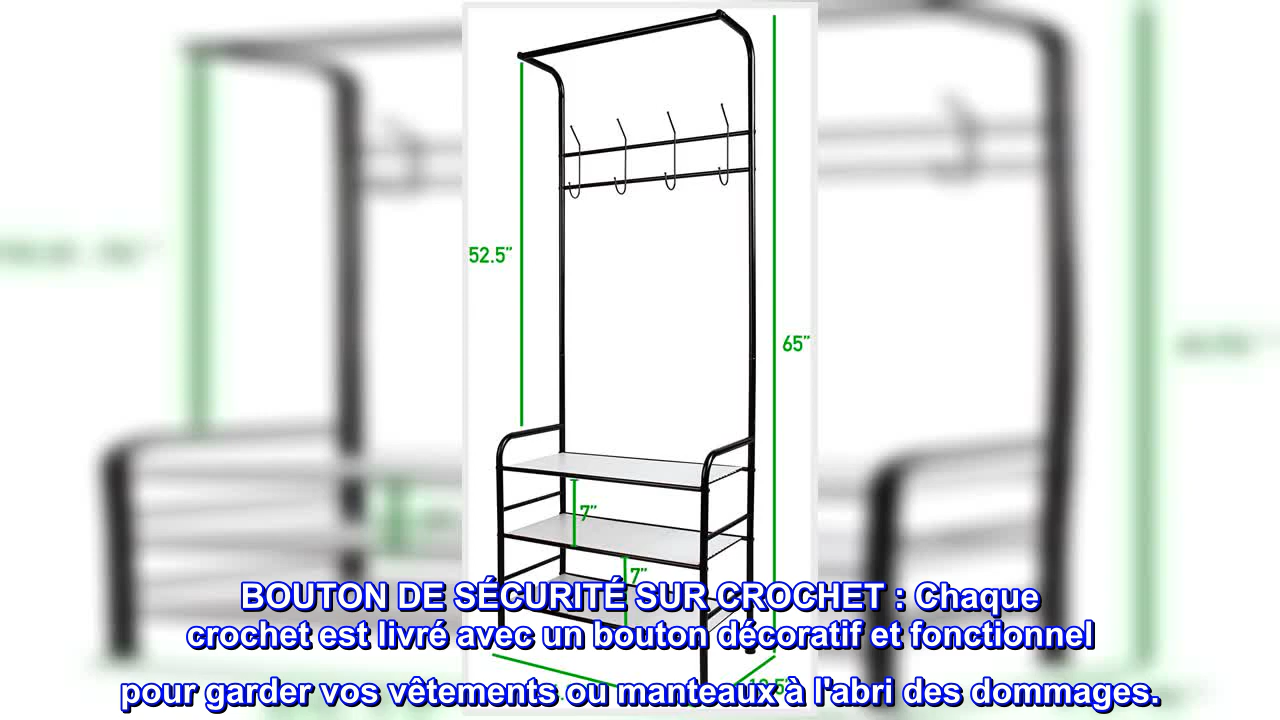 52.5”
65”
7”
7”
BOUTON DE SÉCURITÉ SUR CROCHET : Chaque
crochet est livré avec un bouton décoratif et fonctionnel
pour garder vos vêtements ou manteaux à l'abri des dommages.